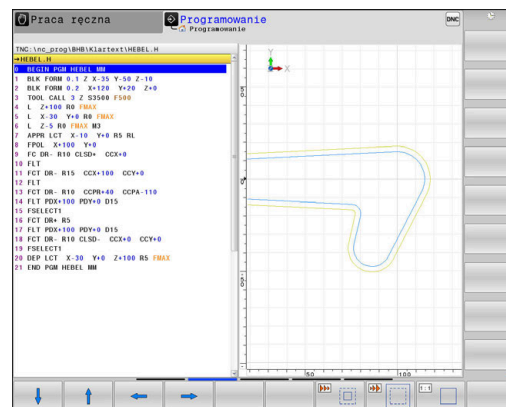 Praca ręczna
Programowanie
Programowanie
DNC
TNC:\nc_prog\BHB\Klartext\HEBEL.H
→HEBEL.H
0 BEGIN PGM HEBEL MM
1 BLK FORM 0.1 Z X-35 Y-50 Z-10
2 BLK FORM 0.2 X+120 Y+20 Z+0
3 TOOL CALL 3 Z S3500 F500
4 L Z+100 R0 FMAX
5 L X-30 Y+0 R0 FMAX
6 L Z-5 R0 FMAX M3
7 APPR LCT X-10 Y+0 R5 RL
8 FPOL X+100 Y+0
9 FC DR- R10 CLSD+ CCX+0
10 FLT
11 FCT DR- R15 CCX+100 CCY+0
12 FLT
13 FCT DR- R10 CCPR+40 CCPA-110
14 FLT PDX+100 PDY+0 D15
15 FSELECT1
16 FCT DR+ R5
17 FLT PDX+100 PDY+0 D15
18 FCT DR- R10 CLSD- CCX+0 CCY+0
19 FSELECT1
20 DEP LCT X-30 Y+0 Z+100 R5 FMAX
21 END PGM HEBEL MM
Y
X
50
0
-50
50
100
1:1